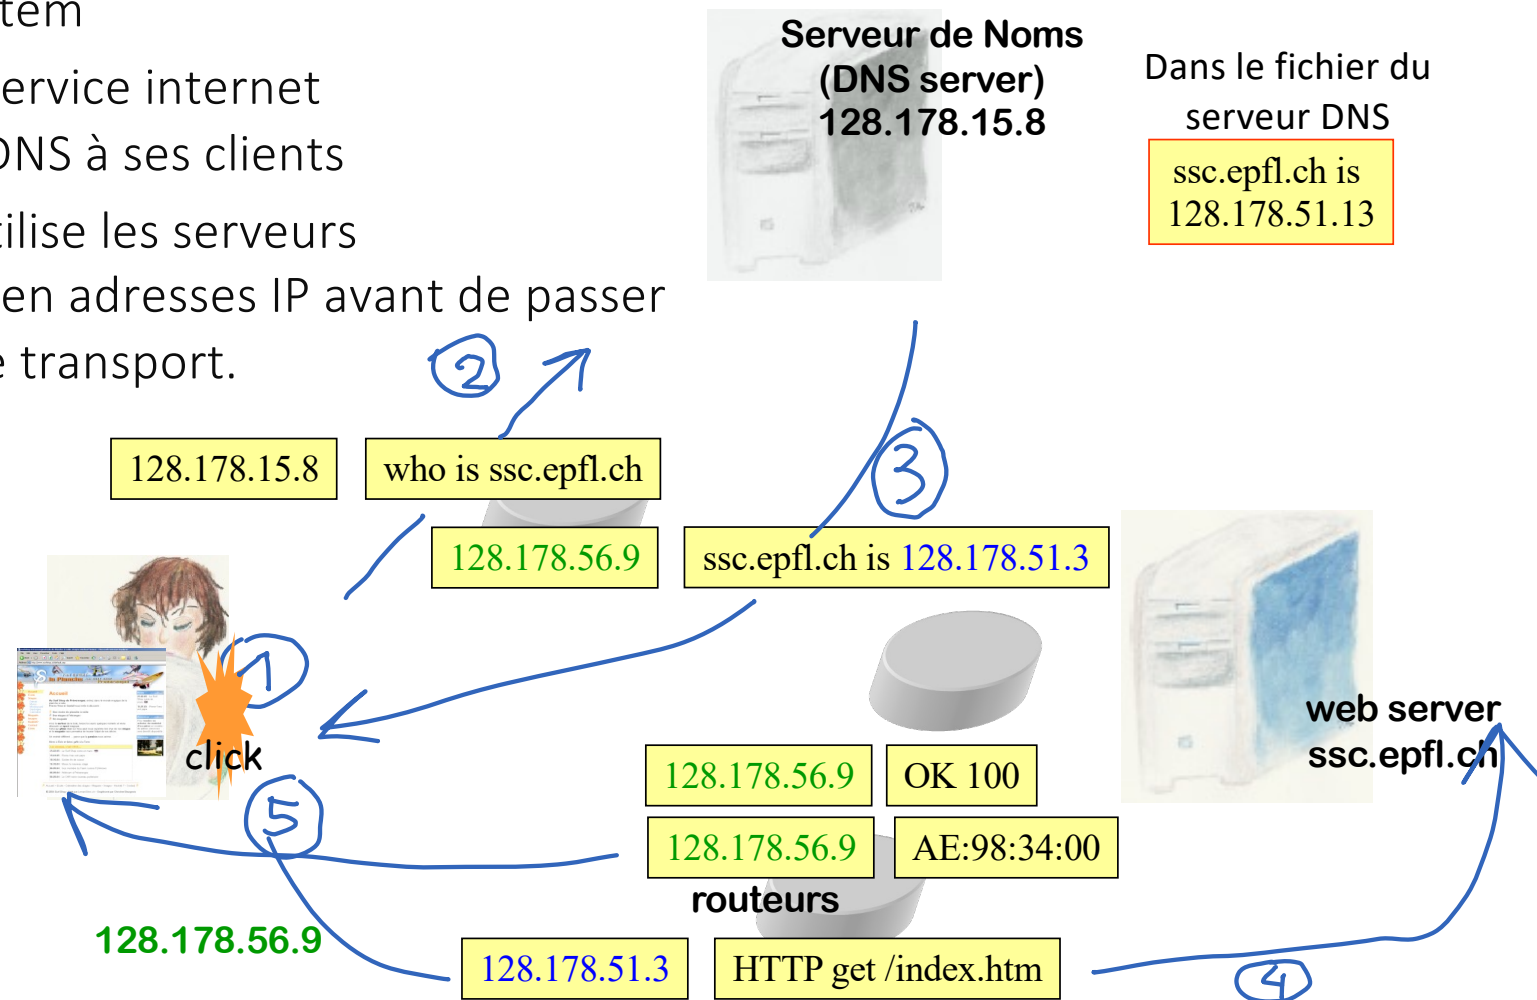 tem
ervice internet
DNS à ses clients
tilise les serveurs
en adresses IP avant de passer
e transport.
Serveur de Noms
(DNS server)
128.178.15.8
Dans le fichier du
serveur DNS
ssc.epfl.ch is
128.178.51.13
2
128.178.15.8 who is ssc.epfl.ch
3
128.178.56.9 ssc.epfl.ch is 128.178.51.3
1
click
web server
ssc.epfl.ch
128.178.56.9 OK 100
5
128.178.56.9 AE:98:34:00
routeurs
128.178.56.9
128.178.51.3 HTTP get /index.htm
4